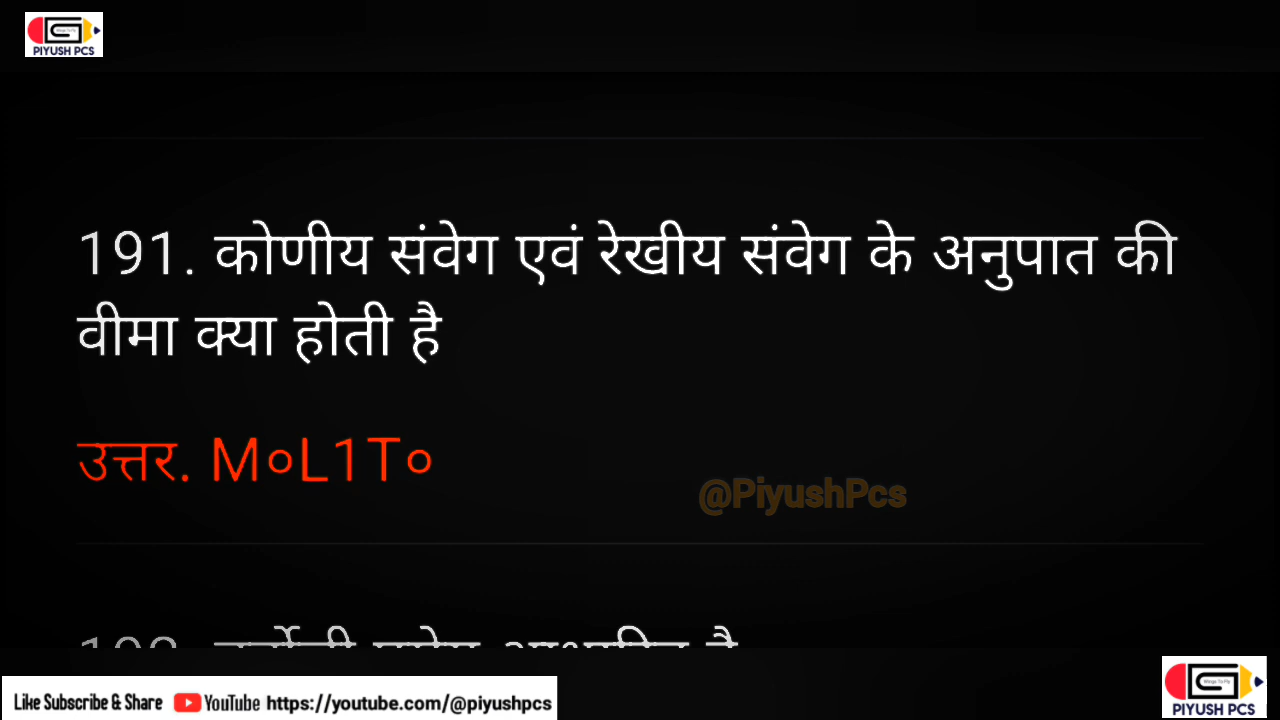 PIYUSH PCS
191. कोणीय संवेग एवं रेखीय संवेग के अनुपात की
वीमा क्या होती है
उत्तर. M०L1T०
@PiyushPcs
Like Subscribe & Share YouTube https://youtube.com/@piyushpcs
PIYUSH PCS